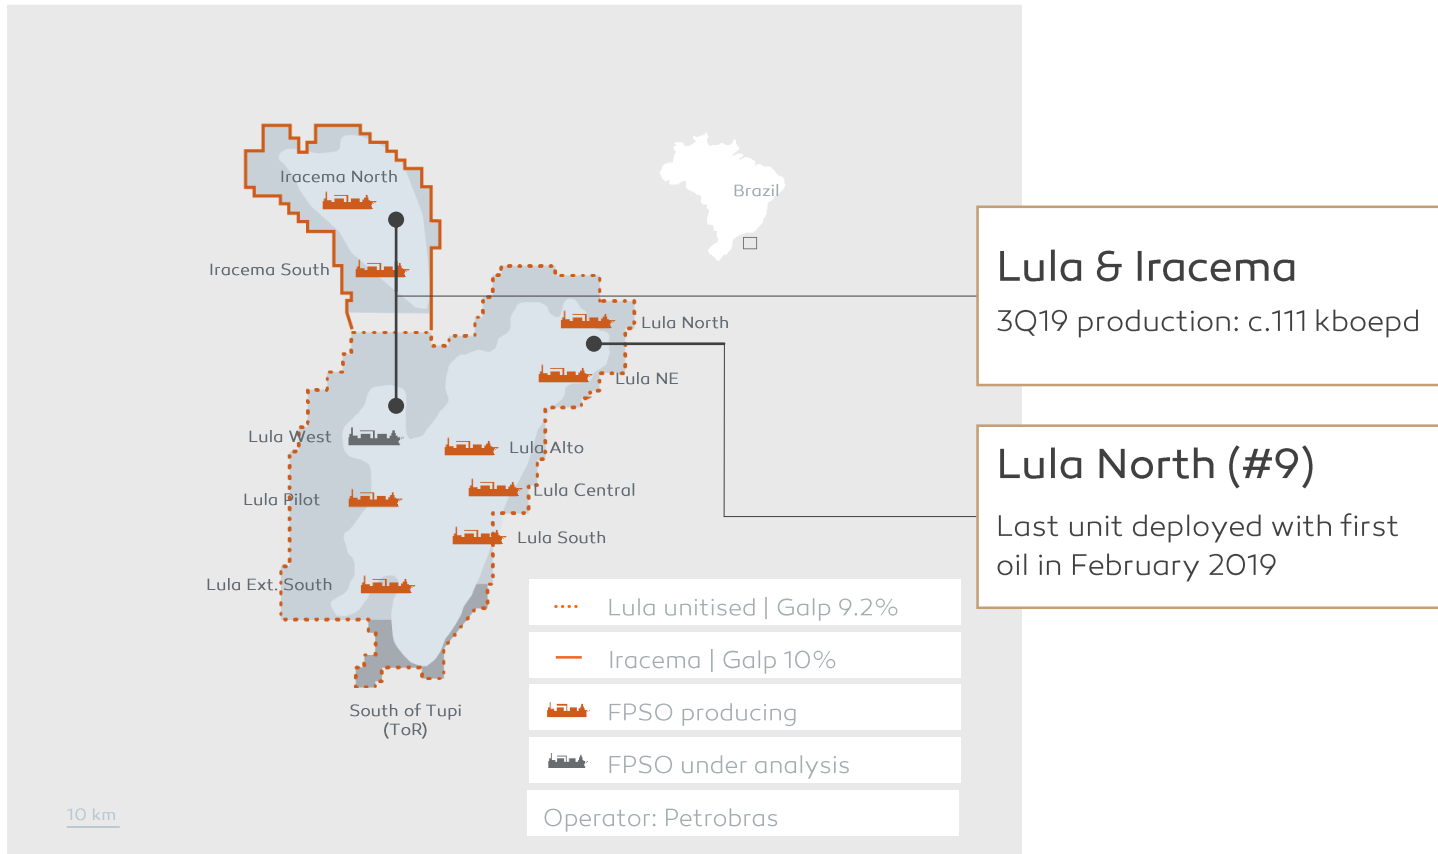 Iracema North
Brazil
Iracema South
Lula North
Lula NE
Lula West
Lula Alto
Lula Pilot
Lula Central
Lula South
Lula Ext. South
South of Tupi
(ToR)
10 km
Lula & Iracema
3Q19 production: c.111 kboepd
Lula North (#9)
Last unit deployed with first
oil in February 2019
Lula unitised | Galp 9.2%
Iracema | Galp 10%
FPSO producing
FPSO under analysis
Operator: Petrobras